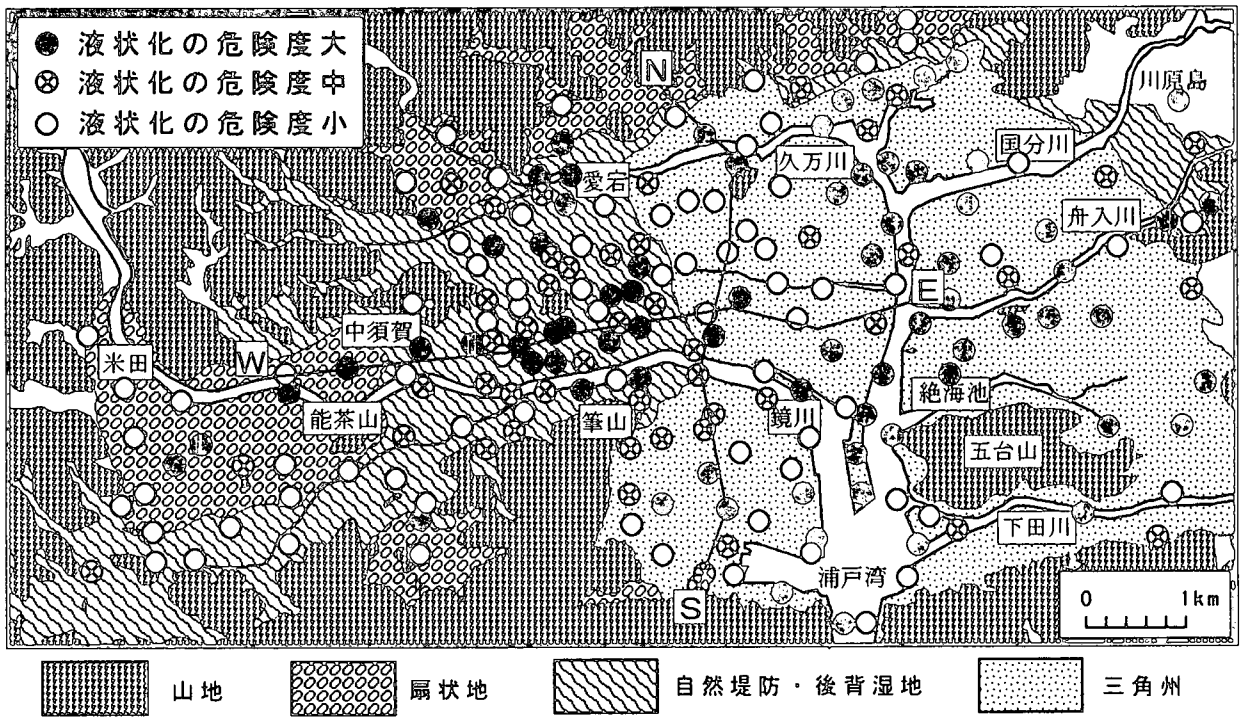 液状化の危険度大
液状化の危険度中
液状化の危険度小
N
川原島
久万川
国分川
愛宕
舟入川
E
中須賀
W
米田
能茶山
筆山
鏡川
絶海池
五台山
下田川
浦戸湾
S
0 1km
山地
扇状地
自然堤防・後背湿地
三角州